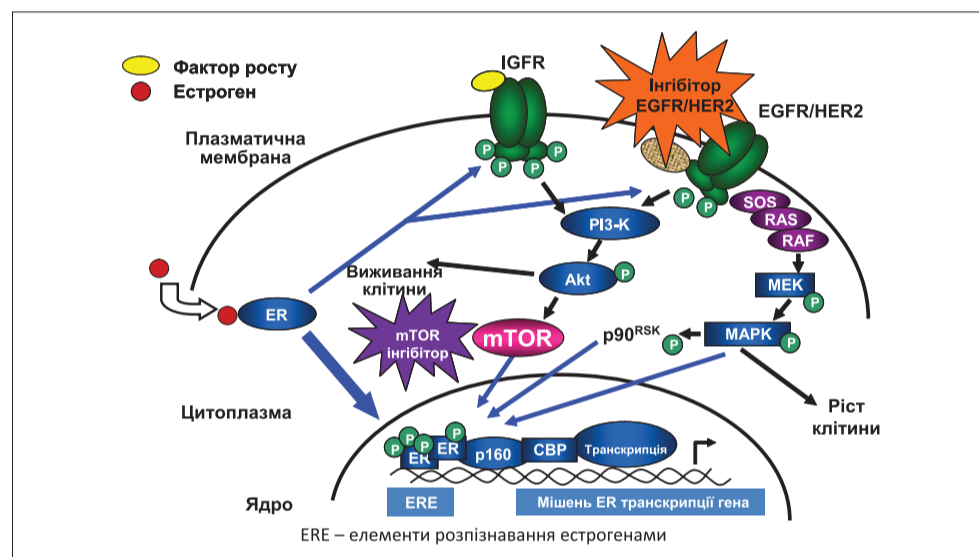 Фактор росту
Естроген
Плазматична
мембрана
IGFR
Інгібітор
EGFR/HER2
EGFR/HER2
P
P
P
P
P
P
SOS
RAS
RAF
PI3-K
Виживання
клітини
Akt
P
MEK
P
ER
mTOR
інгібітор
mTOR
p90RSK
P
MAPK
P
Цитоплазма
Ріст
клітини
P
P
P
P
ER
ER
p160
CBP
Транскрипція
Ядро
ERE
Мішень ER транскрипції гена
ERE – елементи розпізнавання естрогенами